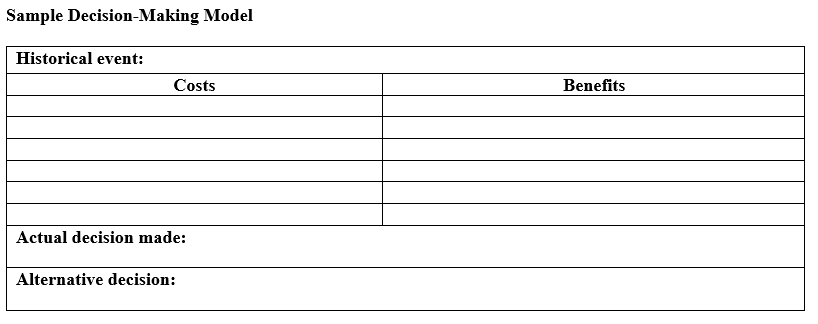 Sample Decision-Making Model
Historical event:
Costs Benefits
Actual decision made:
Alternative decision: